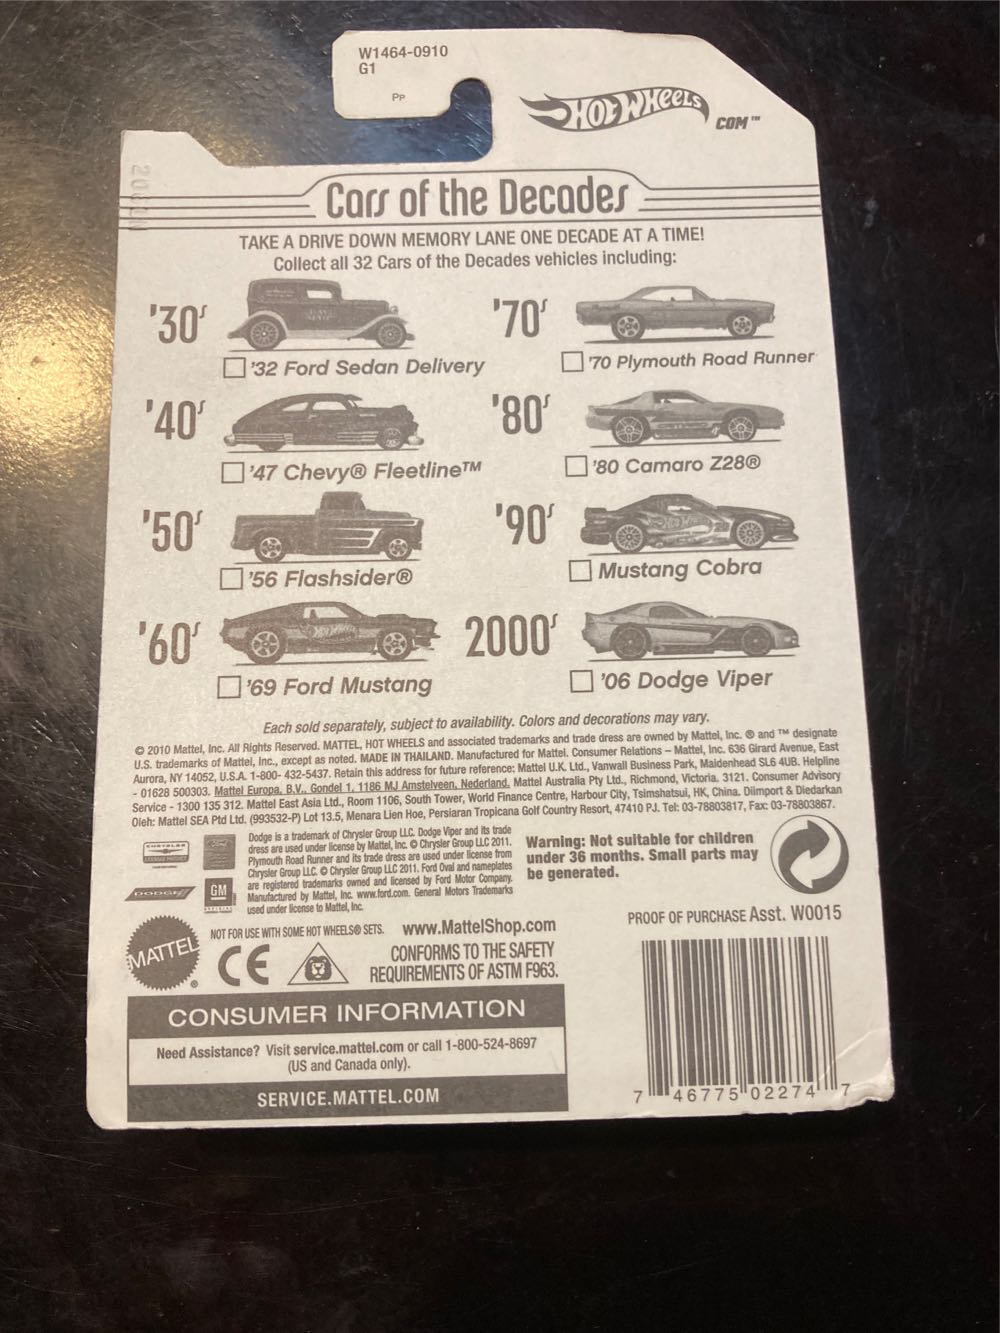 W1464-0910
G1
PP
HOT WHEELS
COM™
Cars of the Decades
TAKE A DRIVE DOWN MEMORY LANE ONE DECADE AT A TIME!
Collect all 32 Cars of the Decades vehicles including:
'30s
'32 Ford Sedan Delivery
'70s
'70 Plymouth Road Runner
'40s
'47 Chevy® Fleetline™
'80s
'80 Camaro Z28®
'50s
'56 Flashsider®
'90s
Mustang Cobra
'60s
'69 Ford Mustang
2000s
'06 Dodge Viper
Each sold separately, subject to availability. Colors and decorations may vary.
© 2010 Mattel, Inc. All Rights Reserved. MATTEL, HOT WHEELS and associated trademarks and trade dress are owned by Mattel, Inc. ® and ™ designate
U.S. trademarks of Mattel, Inc., except as noted. MADE IN THAILAND. Manufactured for Mattel. Consumer Relations – Mattel, Inc. 636 Girard Avenue, East
Aurora, NY 14052, U.S.A. 1-800- 432-5437. Retain this address for future reference: Mattel U.K. Ltd., Vanwall Business Park, Maidenhead SL6 4UB. Helpline
- 01628 500303. Mattel Europa, B.V., Gondel 1, 1186 MJ Amstelveen, Nederland. Mattel Australia Pty Ltd., Richmond, Victoria. 3121. Consumer Advisory
Service - 1300 135 312. Mattel East Asia Ltd., Room 1106, South Tower, World Finance Centre, Harbour City, Tsimshatsui, HK, China. Diimport & Diedarkan
Oleh: Mattel SEA Ptd Ltd. (993532-P) Lot 13.5, Menara Lien Hoe, Persiaran Tropicana Golf Country Resort, 47410 PJ. Tel: 03-78803817, Fax: 03-78803867.
CHRYSLER
Ford
DODGE
GM
Dodge is a trademark of Chrysler Group LLC. Dodge Viper and its trade
dress are used under license by Mattel, Inc. © Chrysler Group LLC 2011.
Plymouth Road Runner and its trade dress are used under license from
Chrysler Group LLC. © Chrysler Group LLC 2011. Ford Oval and nameplates
are registered trademarks owned and licensed by Ford Motor Company.
Manufactured by Mattel, Inc. www.ford.com. General Motors Trademarks
used under license to Mattel, Inc.
Warning: Not suitable for children
under 36 months. Small parts may
be generated.
PROOF OF PURCHASE Asst. W0015
NOT FOR USE WITH SOME HOT WHEELS® SETS.
www.MattelShop.com
MATTEL®
CE
CONFORMS TO THE SAFETY
REQUIREMENTS OF ASTM F963.
CONSUMER INFORMATION
Need Assistance? Visit service.mattel.com or call 1-800-524-8697
(US and Canada only).
SERVICE.MATTEL.COM
7 46775 02274 7